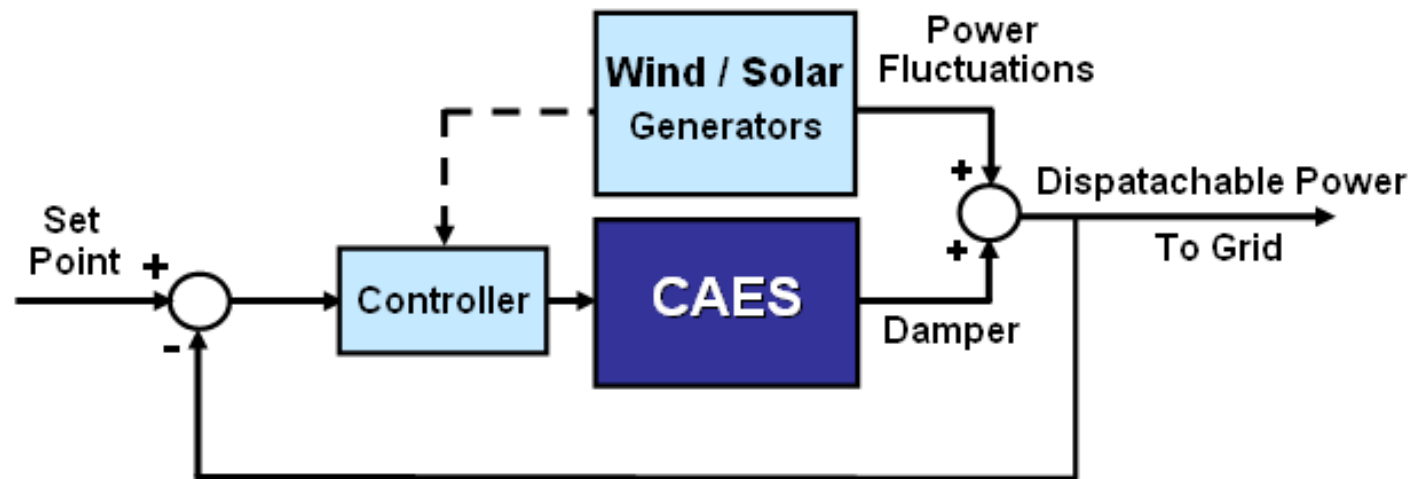 Power
Fluctuations
Wind / Solar
Generators
+
Dispatachable Power
To Grid
+
Set
Point
+
-
Controller
CAES
Damper